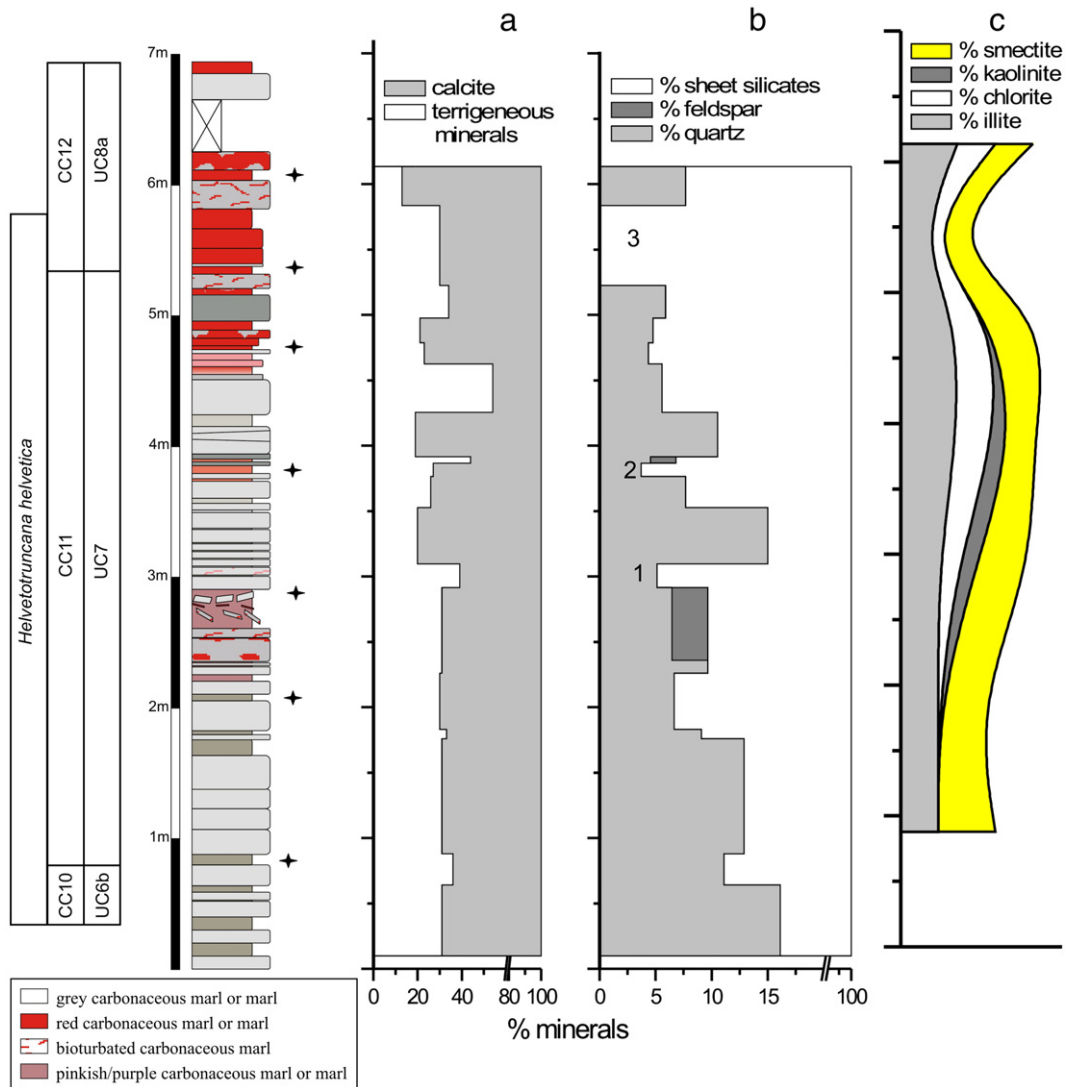 a
b
c
7m
6m
5m
4m
3m
2m
1m
Helvetotruncana helvetica
CC12
CC11
CC10
UC8a
UC7
UC6b
calcite
terrigeneous
minerals
% sheet silicates
% feldspar
% quartz
% smectite
% kaolinite
% chlorite
% illite
3
2
1
0 40 80 100
0 5 10 15 100
% minerals
grey carbonaceous marl or marl
red carbonaceous marl or marl
bioturbated carbonaceous marl
pinkish/purple carbonaceous marl or marl